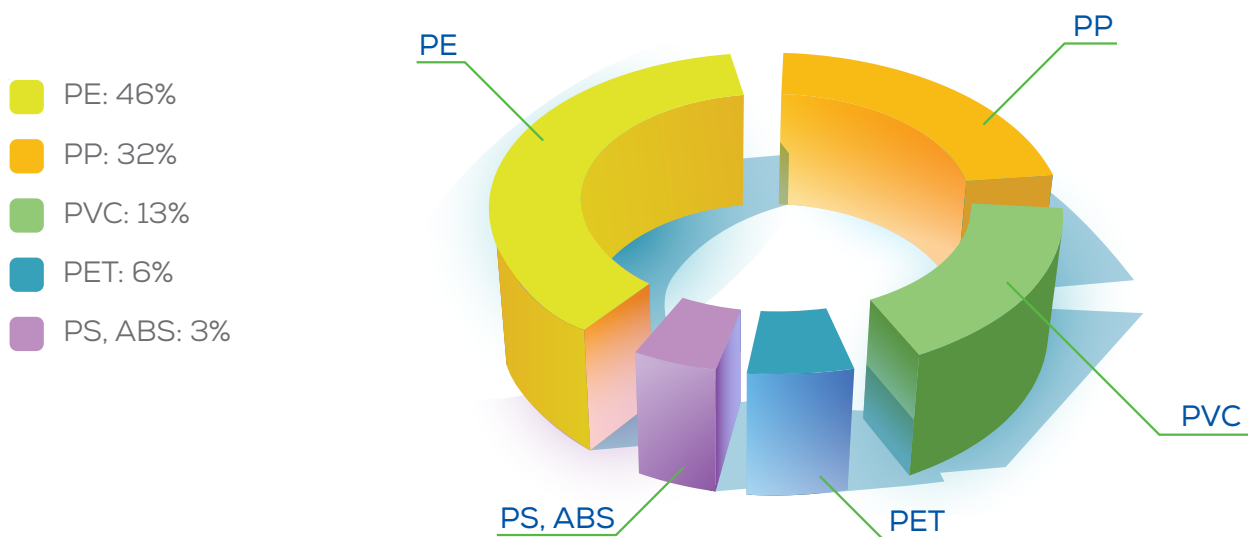 PE: 46%
PP: 32%
PVC: 13%
PET: 6%
PS, ABS: 3%
PE
PP
PVC
PS, ABS
PET